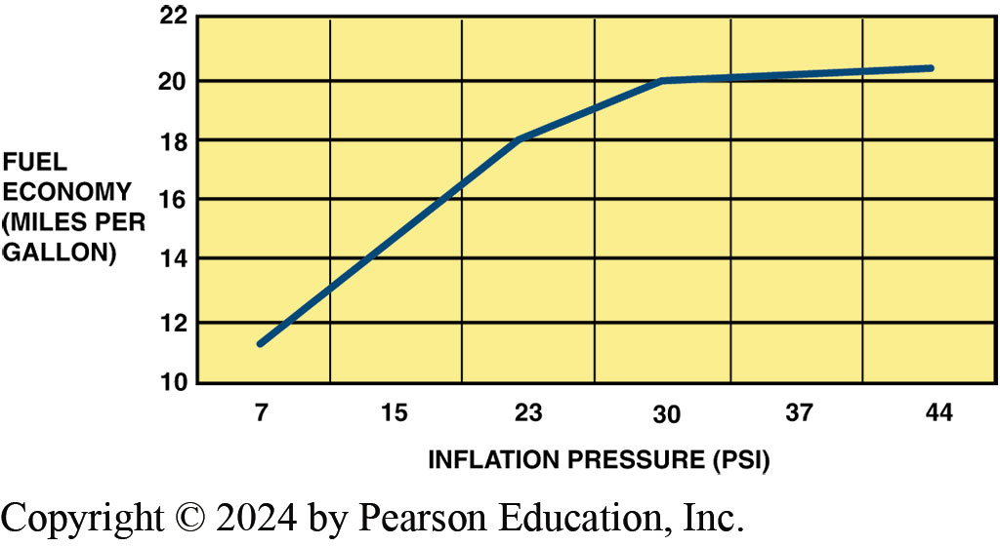 22
20
18
16
14
12
10
FUEL
ECONOMY
(MILES PER
GALLON)
7 15 23 30 37 44
INFLATION PRESSURE (PSI)
Copyright © 2024 by Pearson Education, Inc.